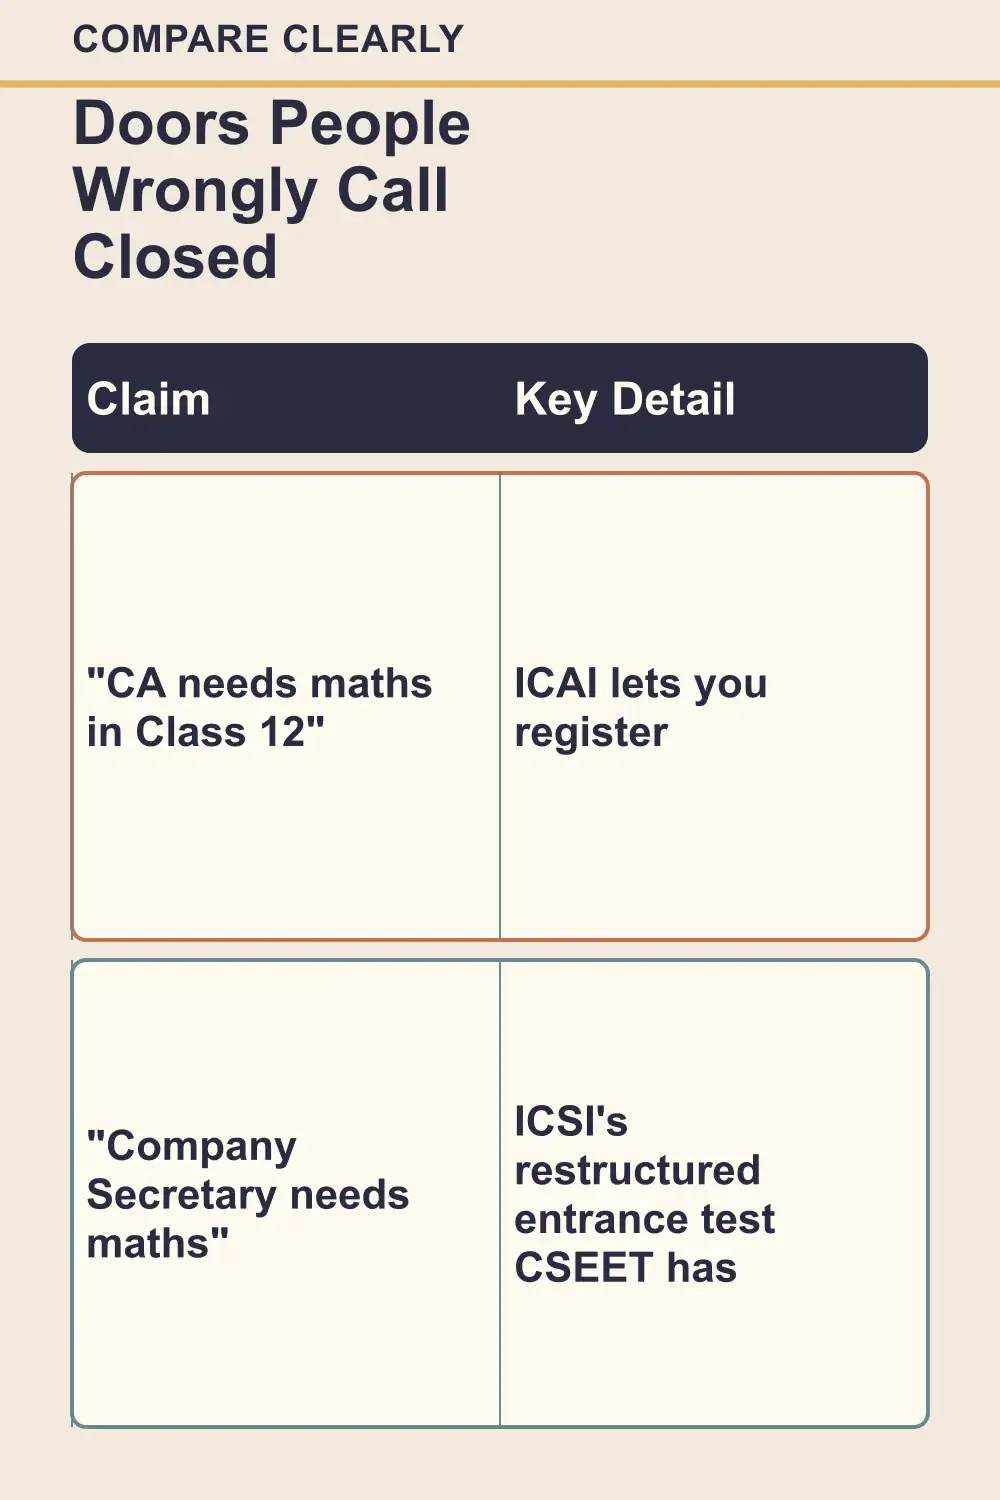 COMPARE CLEARLY
Doors People
Wrongly Call
Closed
Claim
Key Detail
"CA needs maths
in Class 12"
ICAI lets you
register
"Company
Secretary needs
maths"
ICSI's
restructured
entrance test
CSEET has